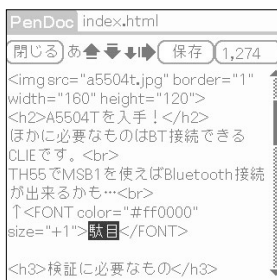 PenDoc index.html
閉じる あ 保存 1,274
<img src="a5504t.jpg" border="1"
width="160" height="120">
<h2>A5504Tを入手！</h2>
ほかに必要なものはBT接続できる
CLIEです。<br>
TH55でMSB1を使えばBluetooth接続
が出来るかも…<br>
↑<FONT color="#ff0000"
size="+1">駄目</FONT>
<h3>検証に必要なもの</h3>